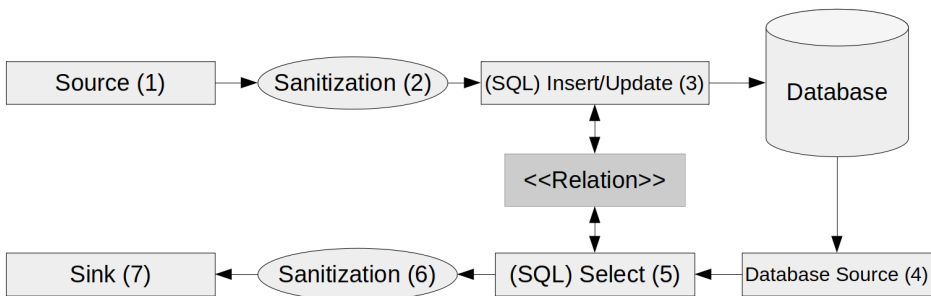 Source (1)
Sanitization (2)
(SQL) Insert/Update (3)
Database
<<Relation>>
Sink (7)
Sanitization (6)
(SQL) Select (5)
Database Source (4)